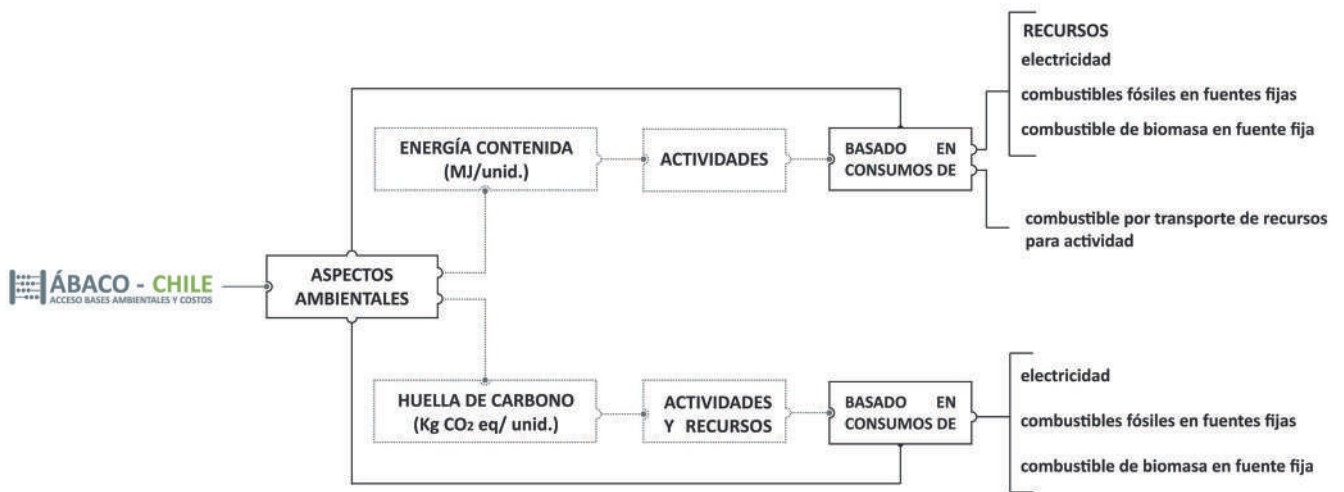 ÁBACO - CHILE
ACCESO BASES AMBIENTALES Y COSTOS
ASPECTOS
AMBIENTALES
ENERGÍA CONTENIDA
(MJ/unid.)
ACTIVIDADES
BASADO EN
CONSUMOS DE
RECURSOS
electricidad
combustibles fósiles en fuentes fijas
combustible de biomasa en fuente fija
combustible por transporte de recursos
para actividad
HUELLA DE CARBONO
(Kg CO₂ eq/ unid.)
ACTIVIDADES
Y RECURSOS
BASADO EN
CONSUMOS DE
electricidad
combustibles fósiles en fuentes fijas
combustible de biomasa en fuente fija